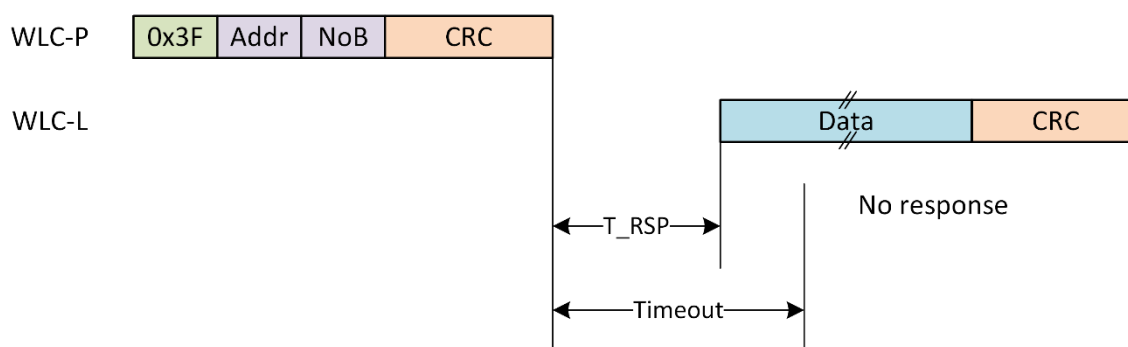 WLC-P 0x3F Addr NoB CRC
WLC-L Data CRC
No response
T_RSP
Timeout